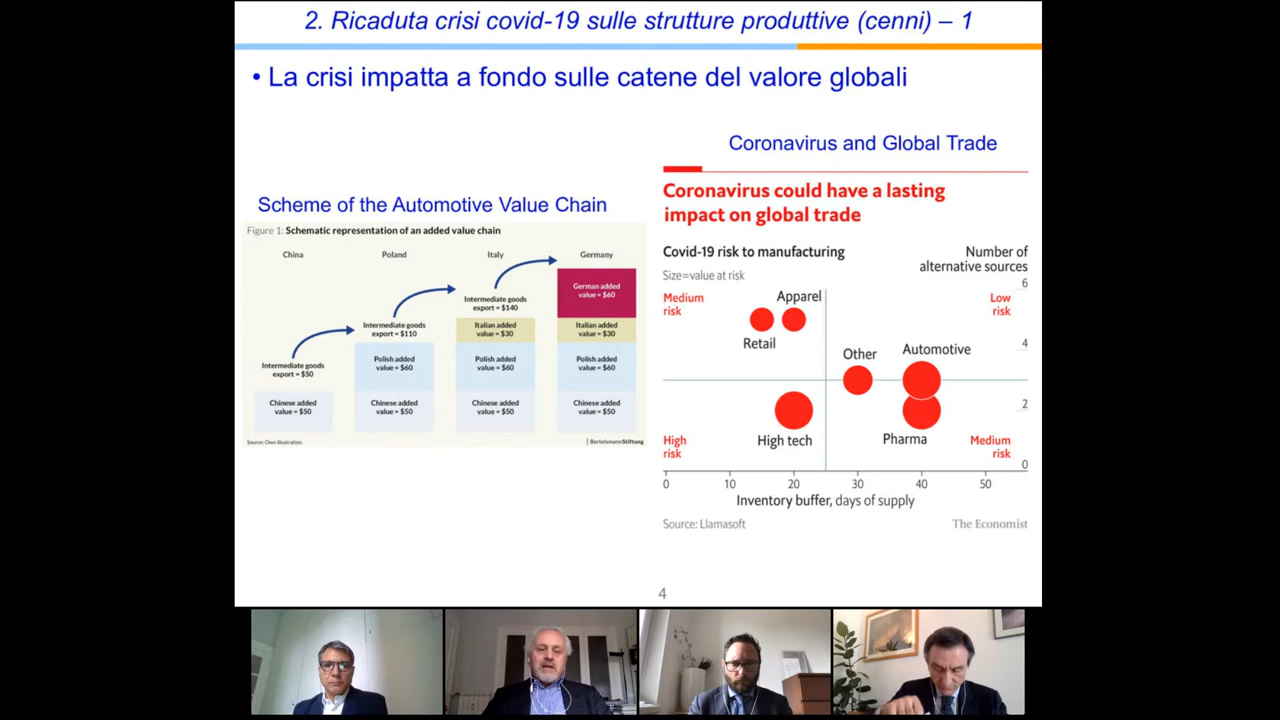 2. Ricaduta crisi covid-19 sulle strutture produttive (cenni) – 1
• La crisi impatta a fondo sulle catene del valore globali
Scheme of the Automotive Value Chain
Figure 1: Schematic representation of an added value chain
China
Poland
Italy
Germany
Intermediate goods
export = $50
Chinese added
value = $50
Intermediate goods
export = $110
Polish added
value = $60
Chinese added
value = $50
Intermediate goods
export = $140
Italian added
value = $30
Polish added
value = $60
Chinese added
value = $50
German added
value = $60
Italian added
value = $30
Polish added
value = $60
Chinese added
value = $50
Source: Own illustration.
BertelsmannStiftung
Coronavirus and Global Trade
Coronavirus could have a lasting
impact on global trade
Covid-19 risk to manufacturing
Size=value at risk
Number of
alternative sources
6
4
2
0
Medium
risk
Low
risk
High
risk
Medium
risk
Apparel
Retail
Other
Automotive
High tech
Pharma
0 10 20 30 40 50
Inventory buffer, days of supply
Source: Llamasoft
The Economist
4